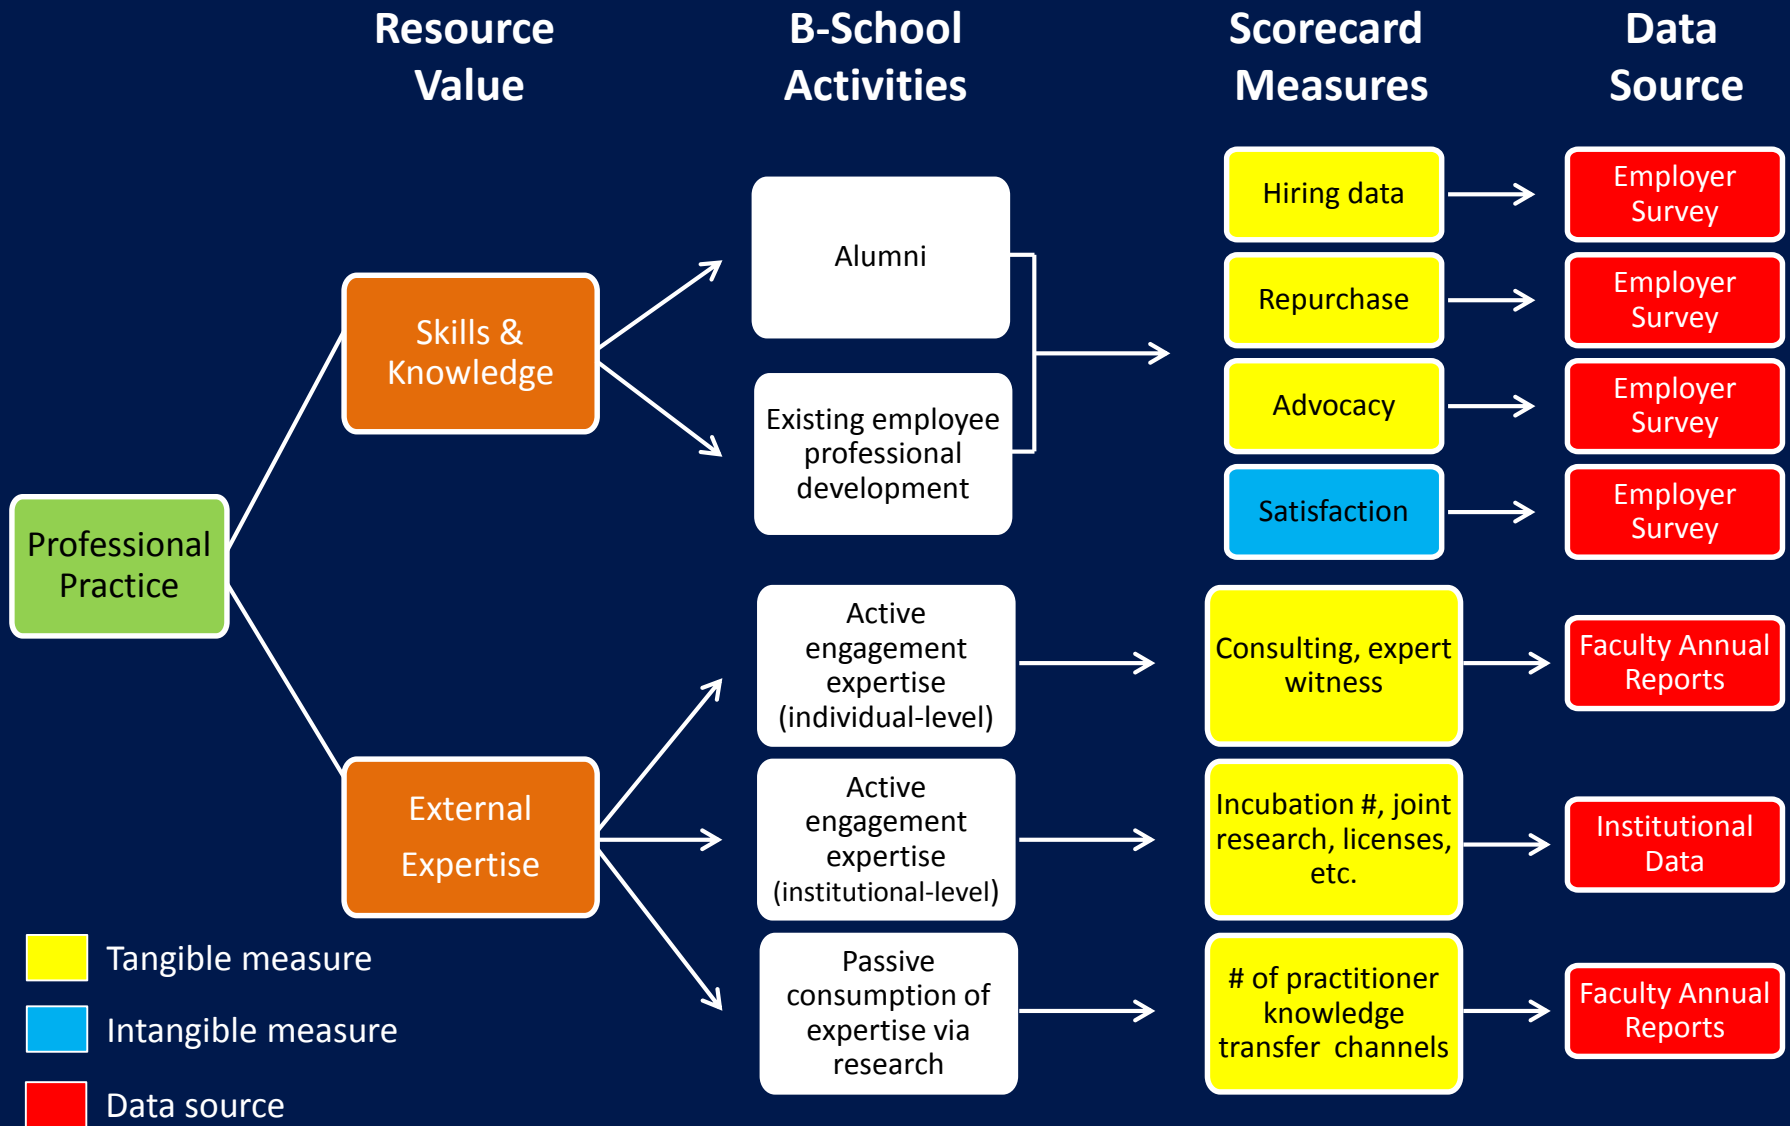 Resource
Value
B-School
Activities
Scorecard
Measures
Data
Source
Professional
Practice
Skills &
Knowledge
External
Expertise
Alumni
Existing employee
professional
development
Active
engagement
expertise
(individual-level)
Active
engagement
expertise
(institutional-level)
Passive
consumption of
expertise via
research
Hiring data
Repurchase
Advocacy
Satisfaction
Consulting, expert
witness
Incubation #, joint
research, licenses,
etc.
# of practitioner
knowledge
transfer channels
Employer
Survey
Employer
Survey
Employer
Survey
Employer
Survey
Faculty Annual
Reports
Institutional
Data
Faculty Annual
Reports
Tangible measure
Intangible measure
Data source